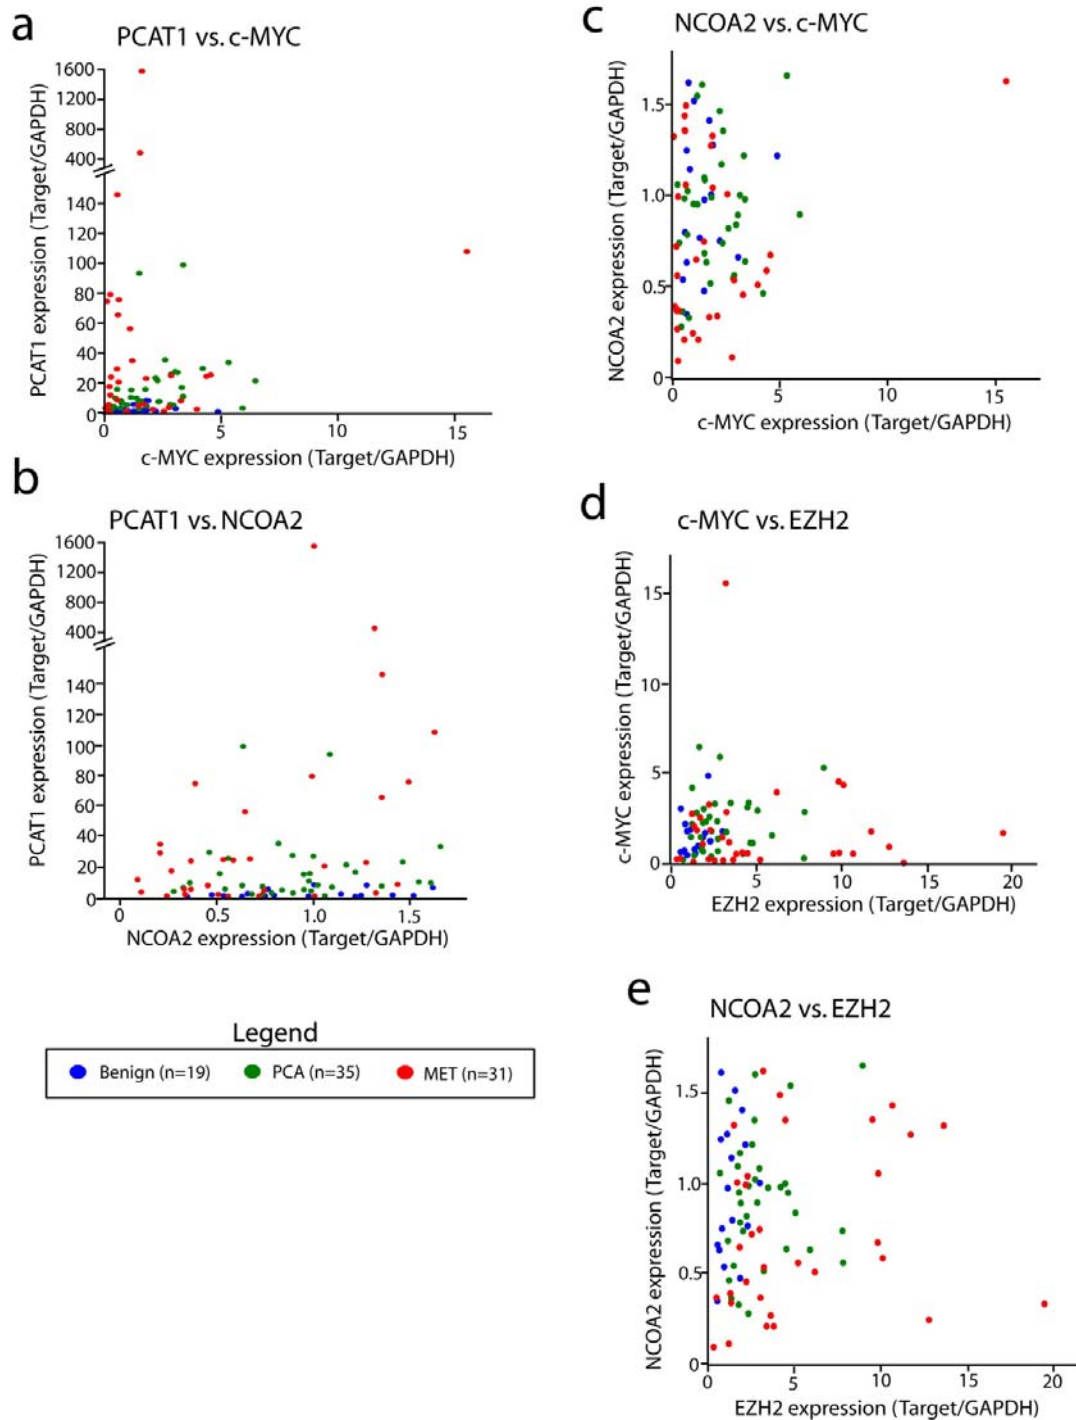 a
PCAT1 vs. c-MYC
PCAT1 expression (Target/GAPDH)
1600
1200
800
400
140
120
100
80
60
40
20
0
0 5 10 15
c-MYC expression (Target/GAPDH)
b
PCAT1 vs. NCOA2
PCAT1 expression (Target/GAPDH)
1600
1200
800
400
140
120
100
80
60
40
20
0
0 0.5 1.0 1.5
NCOA2 expression (Target/GAPDH)
Legend
Benign (n=19) PCA (n=35) MET (n=31)
c
NCOA2 vs. c-MYC
NCOA2 expression (Target/GAPDH)
1.5
1.0
0.5
0
0 5 10 15
c-MYC expression (Target/GAPDH)
d
c-MYC vs. EZH2
c-MYC expression (Target/GAPDH)
15
10
5
0
0 5 10 15 20
EZH2 expression (Target/GAPDH)
e
NCOA2 vs. EZH2
NCOA2 expression (Target/GAPDH)
1.5
1.0
0.5
0
0 5 10 15 20
EZH2 expression (Target/GAPDH)